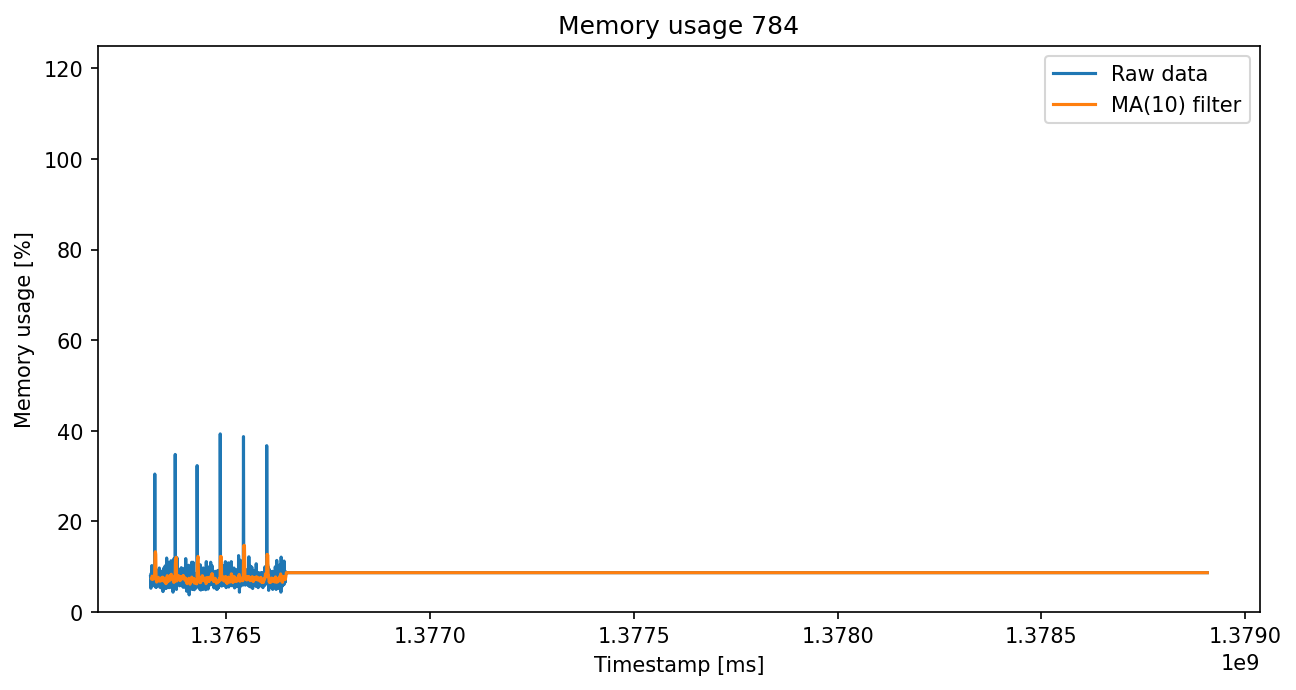 Memory usage 784
Raw data
MA(10) filter
Memory usage [%]
120
100
80
60
40
20
0
1.3765 1.3770 1.3775 1.3780 1.3785 1.3790
1e9
Timestamp [ms]